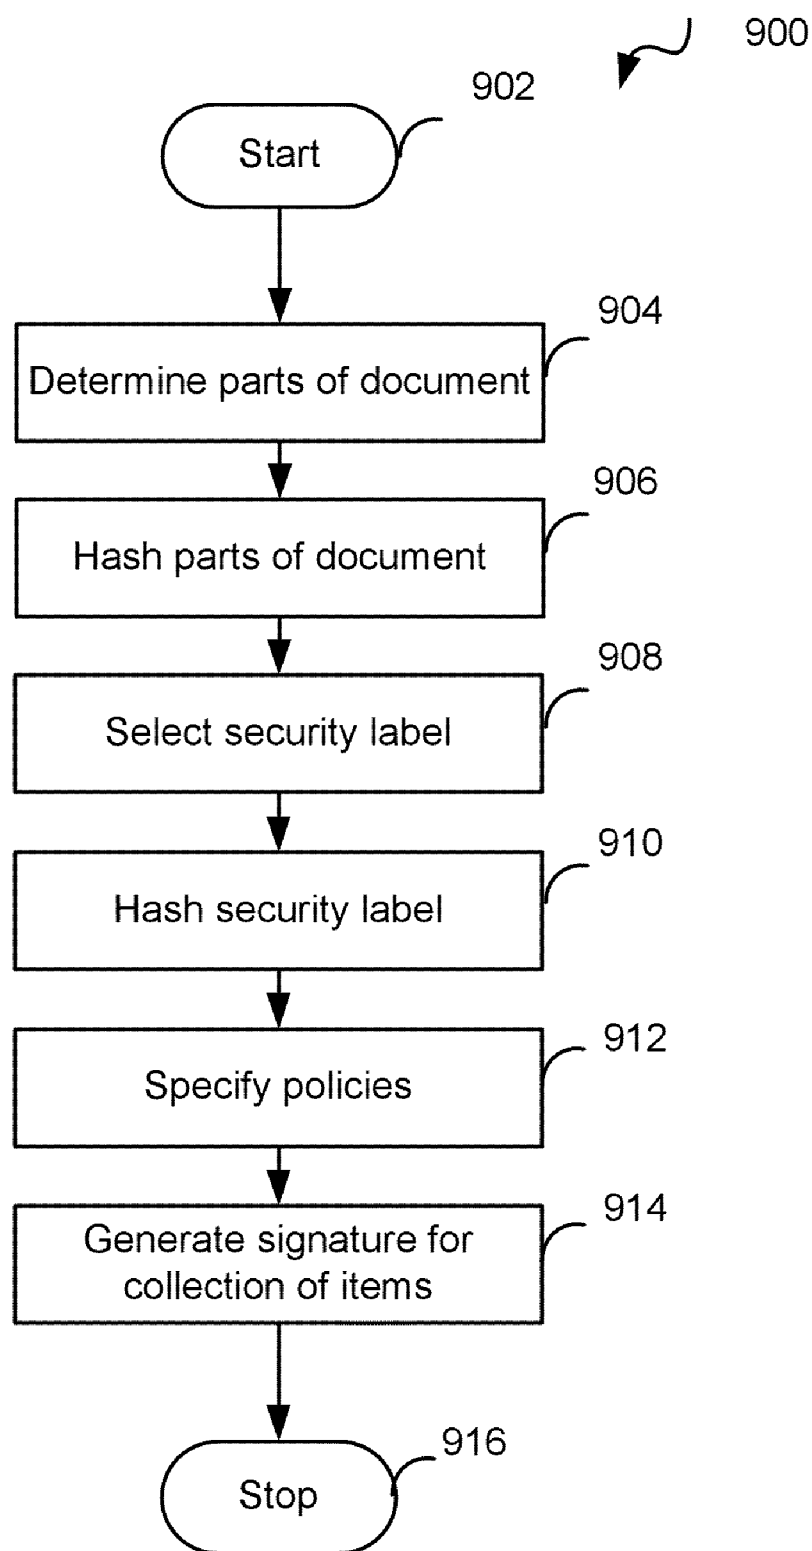 900
902
Start
904
Determine parts of document
906
Hash parts of document
908
Select security label
910
Hash security label
912
Specify policies
914
Generate signature for
collection of items
916
Stop